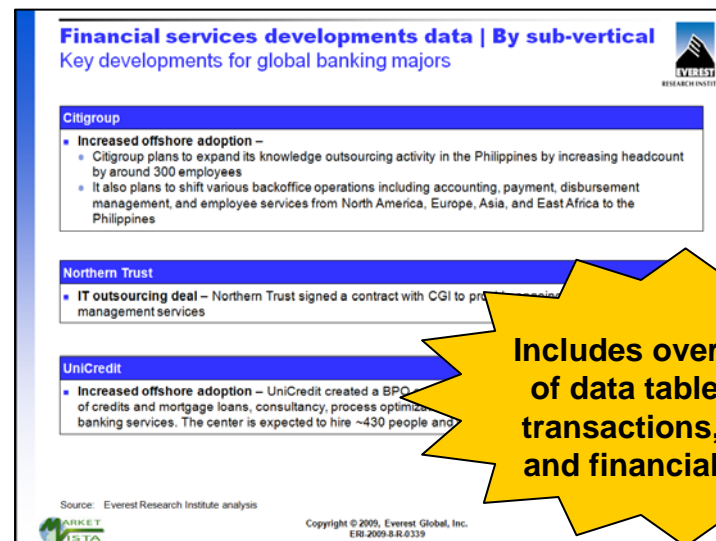 Financial services developments data | By sub-vertical
Key developments for global banking majors
EVEREST
RESEARCH INSTIT
Citigroup
Increased offshore adoption –
Citigroup plans to expand its knowledge outsourcing activity in the Philippines by increasing headcount
by around 300 employees
It also plans to shift various backoffice operations including accounting, payment, disbursement
management, and employee services from North America, Europe, Asia, and East Africa to the
Philippines
Northern Trust
IT outsourcing deal – Northern Trust signed a contract with CGI to
management services
UniCredit
Increased offshore adoption – UniCredit created a BPO
of credits and mortgage loans, consultancy, process
banking services. The center is expected to hire ~430 people and
Includes over
of data table
transactions,
and financial
Source: Everest Research Institute analysis
MARKET
VISTA
Copyright © 2009, Everest Global, Inc.
ERI-2009-8-R-0339